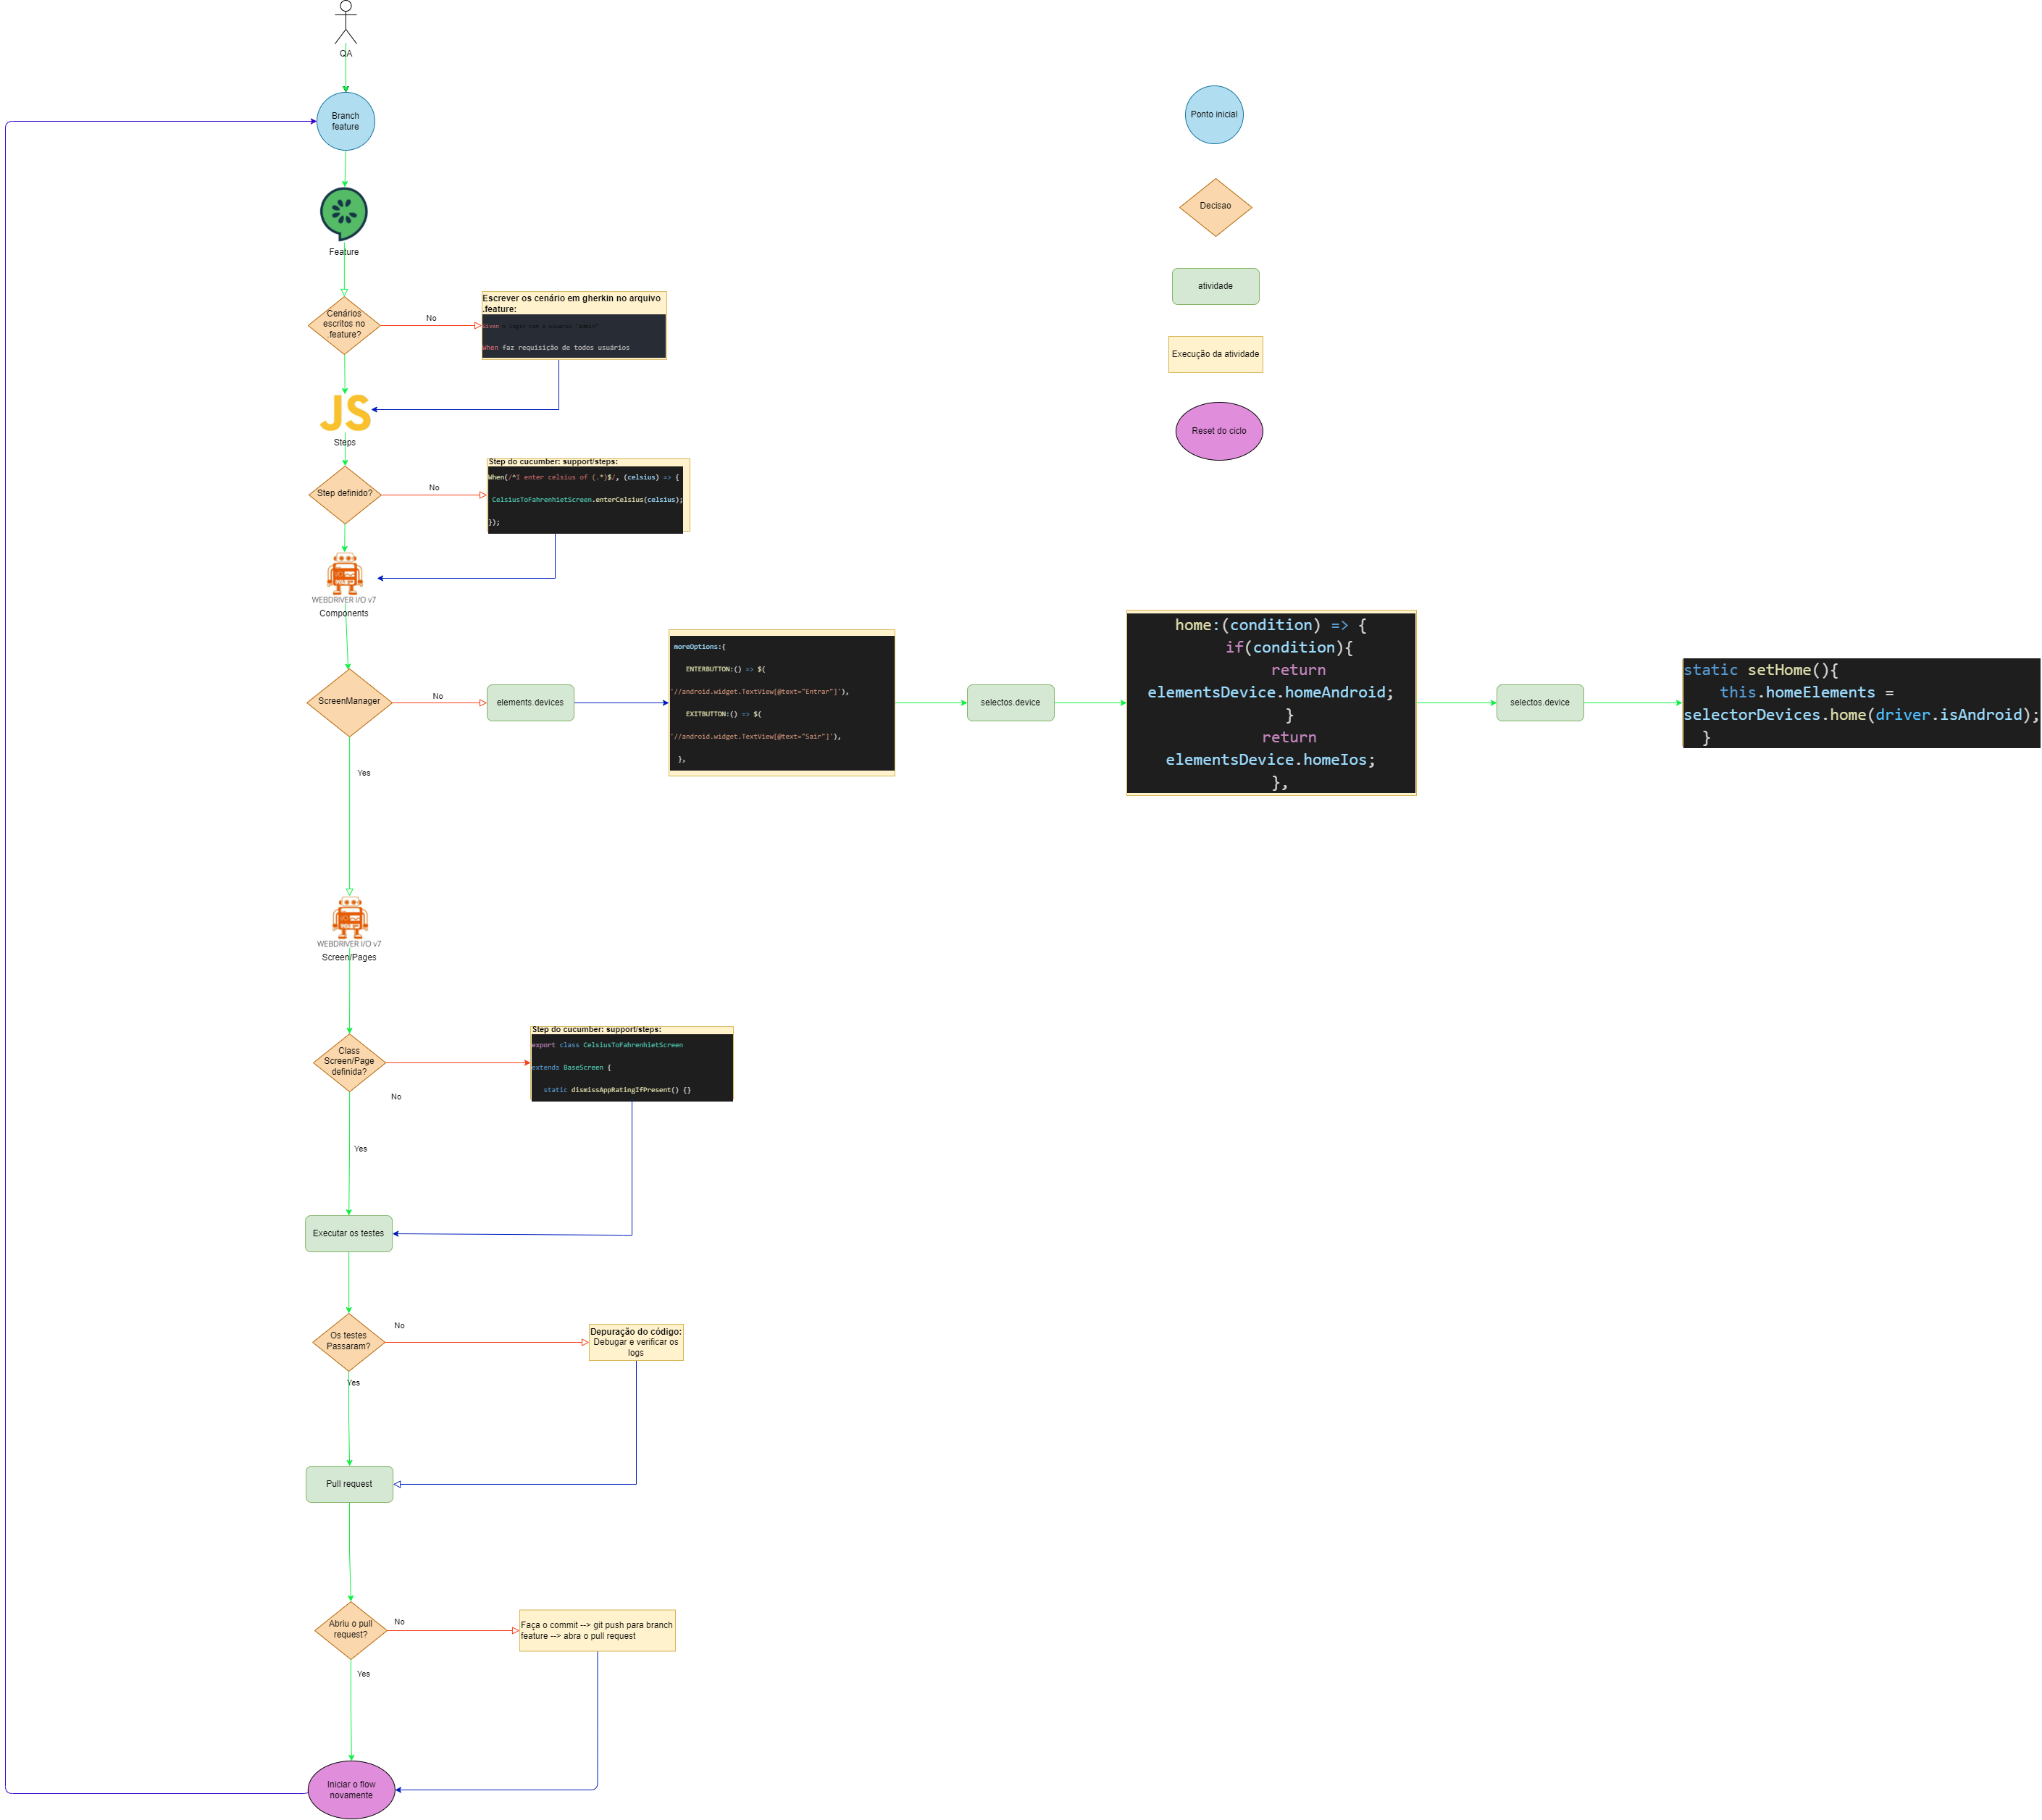 QA
Branch
feature
Ponto inicial
Decisao
Feature
atividade
Cenários
escritos no
.feature?
No
Escrever os cenário em gherkin no arquivo
.feature:
Given o login com o usuario "admin"
When faz requisição de todos usuários
Execução da atividade
JS
Steps
Reset do ciclo
Step definido?
No
Step do cucumber: support/steps:
When(/^I enter celsius of (.*)$/, (celsius) => {
CelsiusToFahrenhietScreen.enterCelsius(celsius);
});
WEBDRIVER I/O v7
Components
ScreenManager
No
elements.devices
moreOptions:{
ENTERBUTTON:() => $(
'//android.widget.TextView[@text="Entrar"]'),
EXITBUTTON:() => $(
'//android.widget.TextView[@text="Sair"]'),
},
selectos.device
home:(condition) => {
if(condition){
return
elementsDevice.homeAndroid;
}
return
elementsDevice.homeIos;
},
selectos.device
static setHome(){
this.homeElements =
selectorDevices.home(driver.isAndroid);
}
Yes
WEBDRIVER I/O v7
Screen/Pages
Class
Screen/Page
definida?
No
Step do cucumber: support/steps:
export class CelsiusToFahrenhietScreen
extends BaseScreen {
static dismissAppRatingIfPresent() {}
Yes
Executar os testes
Os testes
Passaram?
No
Depuração do código:
Debugar e verificar os
logs
Yes
Pull request
Abriu o pull
request?
No
Faça o commit --> git push para branch
feature --> abra o pull request
Yes
Iniciar o flow
novamente